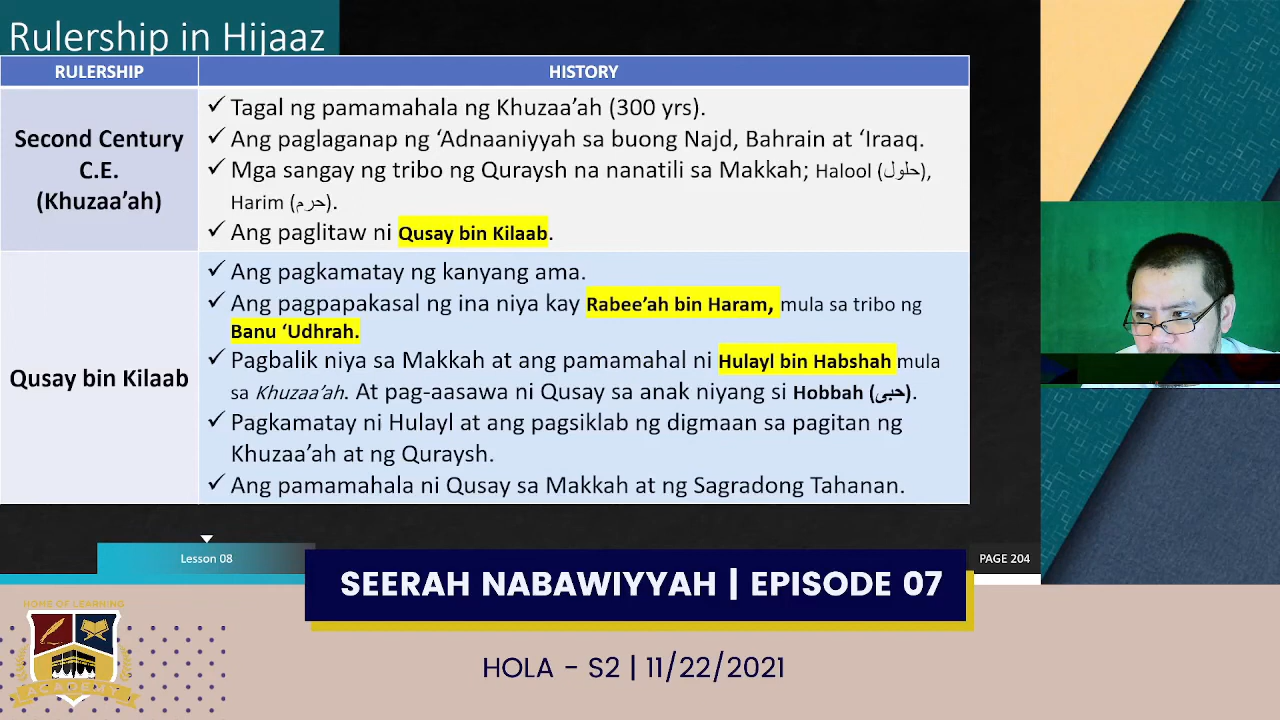 Rulership in Hijaaz
RULERSHIP
HISTORY
Second Century
C.E.
(Khuzaa’ah)
✓ Tagal ng pamamahala ng Khuzaa’ah (300 yrs).
✓ Ang paglaganap ng ‘Adnaaniyyah sa buong Najd, Bahrain at ‘Iraaq.
✓ Mga sangay ng tribo ng Quraysh na nanatili sa Makkah; Halool (حلول),
Harim (حرم).
✓ Ang paglitaw ni Qusay bin Kilaab.
Qusay bin Kilaab
✓ Ang pagkamatay ng kanyang ama.
✓ Ang pagpapakasal ng ina niya kay Rabee’ah bin Haram, mula sa tribo ng
Banu ‘Udhrah.
✓ Pagbalik niya sa Makkah at ang pamamahal ni Hulayl bin Habshah mula
sa Khuzaa’ah. At pag-aasawa ni Qusay sa anak niyang si Hobbah (حبى).
✓ Pagkamatay ni Hulayl at ang pagsiklab ng digmaan sa pagitan ng
Khuzaa’ah at ng Quraysh.
✓ Ang pamamahala ni Qusay sa Makkah at ng Sagradong Tahanan.
Lesson 08
PAGE 204
SEERAH NABAWIYYAH | EPISODE 07
HOLA - S2 | 11/22/2021
HOME OF LEARNING
ACADEMY